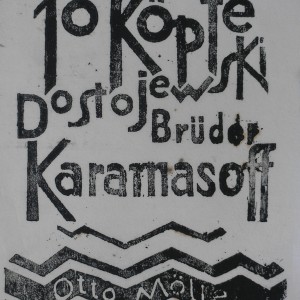 10 Köpfe
Dostojewski
Brüder
Karamasoff
Otto